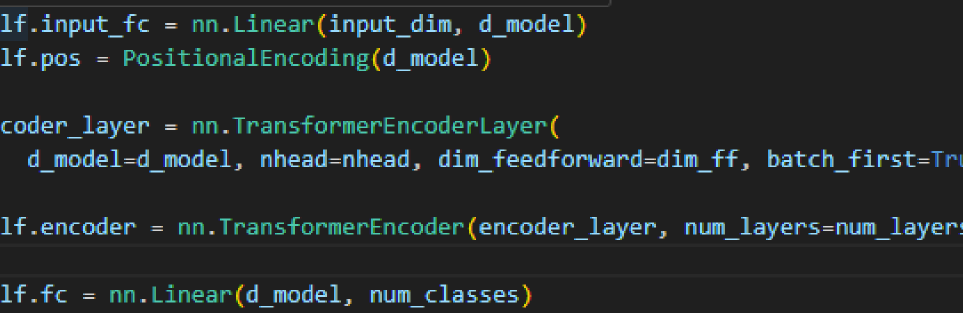 lf.input_fc = nn.Linear(input_dim, d_model)
lf.pos = PositionalEncoding(d_model)
coder_layer = nn.TransformerEncoderLayer(
d_model=d_model, nhead=nhead, dim_feedforward=dim_ff, batch_first=Tru
lf.encoder = nn.TransformerEncoder(encoder_layer, num_layers=num_layers
lf.fc = nn.Linear(d_model, num_classes)